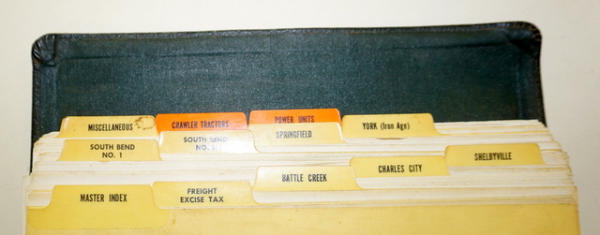 MISCELLANEOUS
CRAWLER TRACTORS
POWER UNITS
YORK (Iron Age)
SOUTH BEND
NO. 1
SOUTH BEND
NO.
SPRINGFIELD
BATTLE CREEK
CHARLES CITY
SHELBYVILLE
MASTER INDEX
FREIGHT
EXCISE TAX